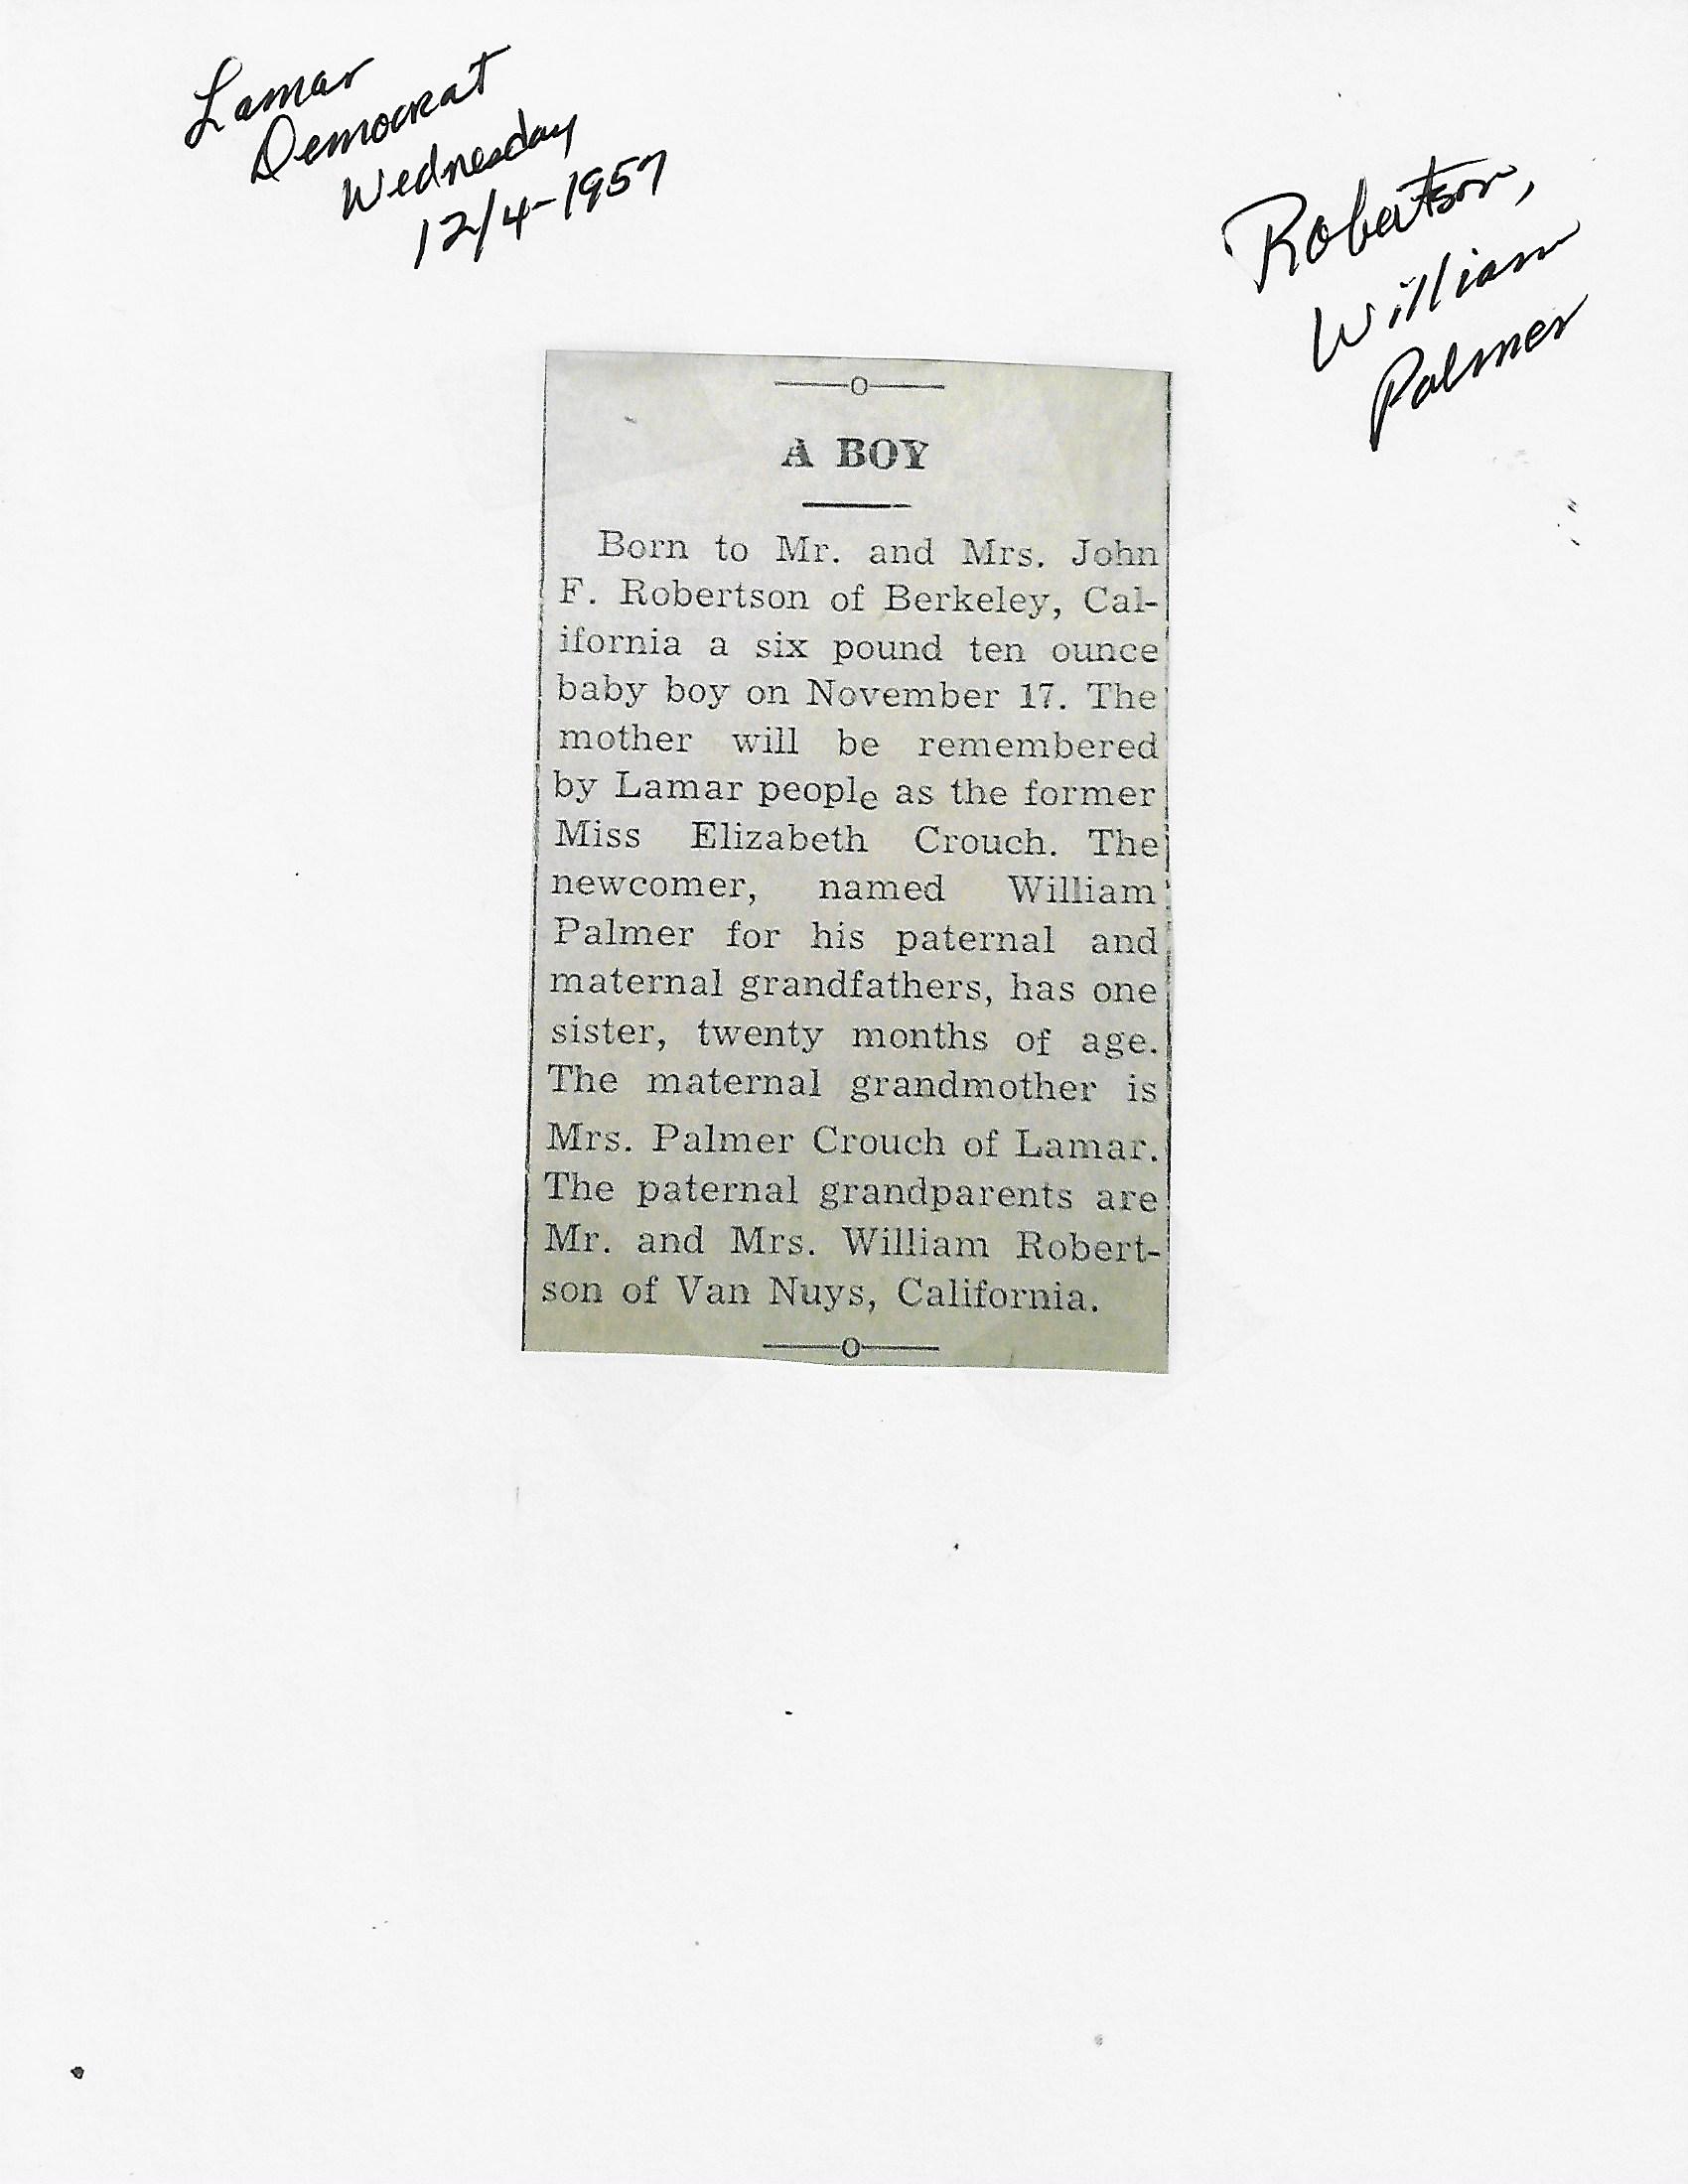 Lamar
Democrat
Wednesday
12/4-1957
Robertson,
William
Palmer
—o—
A BOY
Born to Mr. and Mrs. John
F. Robertson of Berkeley, Cal-
ifornia a six pound ten ounce
baby boy on November 17. The
mother will be remembered
by Lamar people as the former
Miss Elizabeth Crouch. The
newcomer, named William
Palmer for his paternal and
maternal grandfathers, has one
sister, twenty months of age.
The maternal grandmother is
Mrs. Palmer Crouch of Lamar.
The paternal grandparents are
Mr. and Mrs. William Robert-
son of Van Nuys, California.
—o—